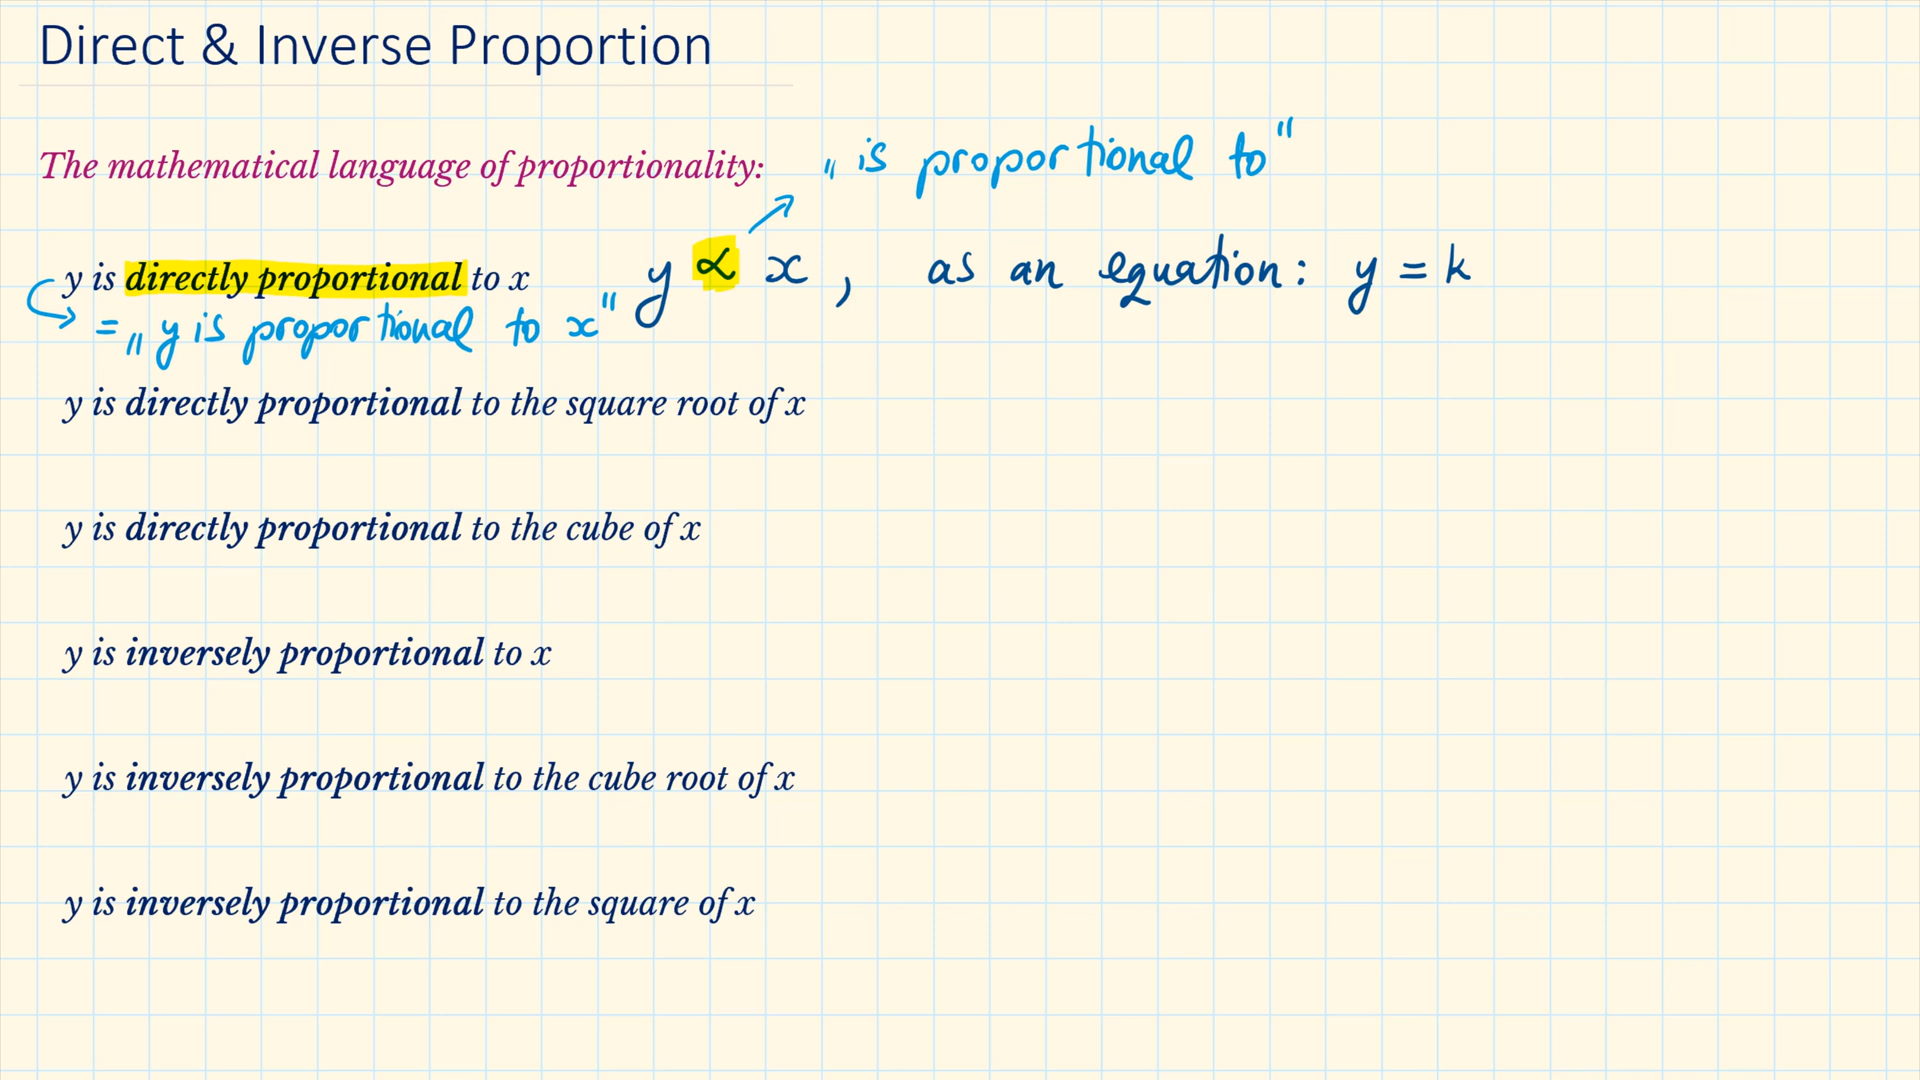 Direct & Inverse Proportion
The mathematical language of proportionality: „ is proportional to "
y is directly proportional to x y ∝ x , as an equation: y = k
= „ y is proportional to x"
y is directly proportional to the square root of x
y is directly proportional to the cube of x
y is inversely proportional to x
y is inversely proportional to the cube root of x
y is inversely proportional to the square of x